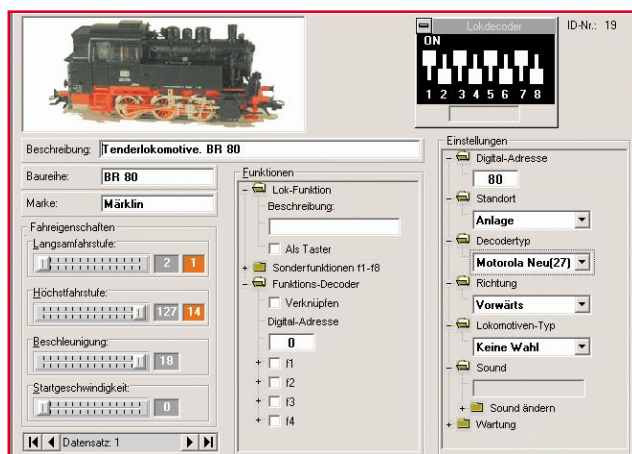 Lokdecoder
ID-Nr.: 19
ON
1 2 3 4 5 6 7 8
Beschreibung: Tenderlokomotive. BR 80
Baureihe: BR 80
Marke: Märklin
Fahreigenschaften
Langsamfahrstufe:
2 1
Höchstfahrstufe:
127 14
Beschleunigung:
18
Startgeschwindigkeit:
0
Datensatz: 1
Funktionen
Lok-Funktion
Beschreibung:
Als Taster
Sonderfunktionen f1-f8
Funktions-Decoder
Verknüpfen
Digital-Adresse
0
f1
f2
f3
f4
Einstellungen
Digital-Adresse
80
Standort
Anlage
Decodertyp
Motorola Neu(27)
Richtung
Vorwärts
Lokomotiven-Typ
Keine Wahl
Sound
Sound ändern
Wartung